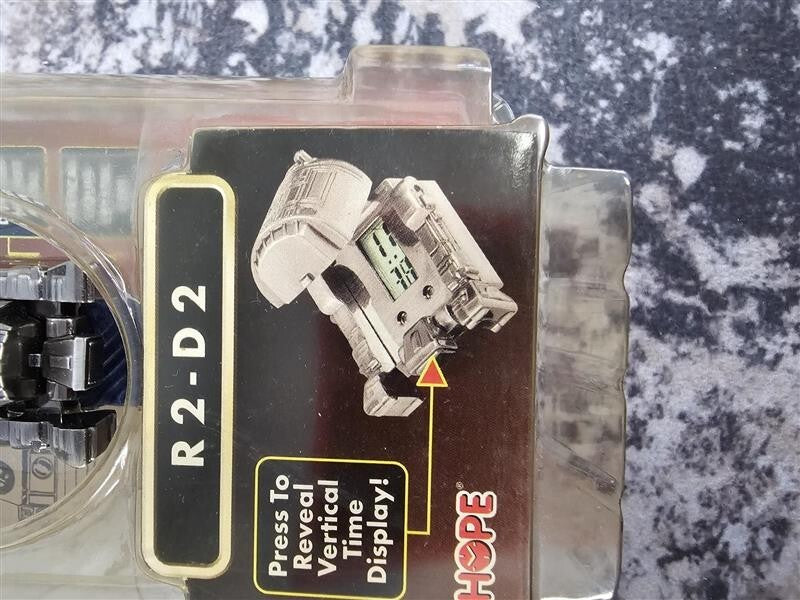 R2-D2
Press To
Reveal
Vertical
Time
Display!
HOPE®